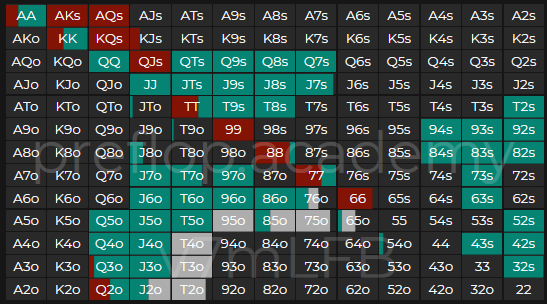 AA AKs AQs AJs ATs A9s A8s A7s A6s A5s A4s A3s A2s
AKo KK KQs KJs KTs K9s K8s K7s K6s K5s K4s K3s K2s
AQo KQo QQ QJs QTs Q9s Q8s Q7s Q6s Q5s Q4s Q3s Q2s
AJo KJo QJo JJ JTs J9s J8s J7s J6s J5s J4s J3s J2s
ATo KTo QTo JTo TT T9s T8s T7s T6s T5s T4s T3s T2s
A9o K9o Q9o J9o T9o 99 98s 97s 96s 95s 94s 93s 92s
preflop.academy
A8o K8o Q8o J8o T8o 98o 88 87s 86s 85s 84s 83s 82s
A7o K7o Q7o J7o T7o 97o 87o 77 76s 75s 74s 73s 72s
A6o K6o Q6o J6o T6o 96o 86o 76o 66 65s 64s 63s 62s
A5o K5o Q5o J5o T5o 95o 85o 75o 65o 55 54s 53s 52s
A4o K4o Q4o J4o T4o 94o 84o 74o 64o 54o 44 43s 42s
A3o K3o Q3o J3o T3o 93o 83o 73o 63o 53o 43o 33 32s
A2o K2o Q2o J2o T2o 92o 82o 72o 62o 52o 42o 32o 22